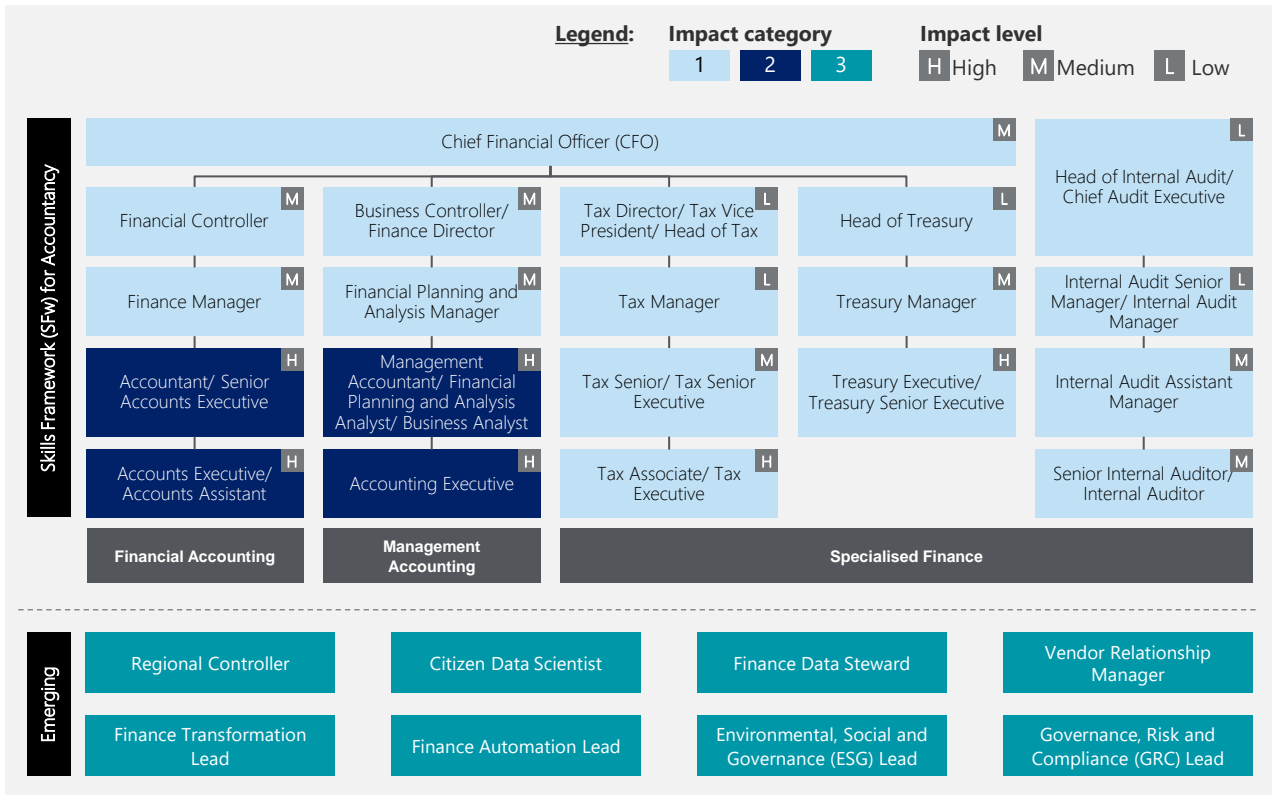 Legend:
Impact category
Impact level
1
2
3
H High
M Medium
L Low
Skills Framework (SFw) for Accountancy
Chief Financial Officer (CFO)
M
Head of Internal Audit/
Chief Audit Executive
L
Financial Controller
M
Business Controller/
Finance Director
M
Tax Director/ Tax Vice
President/ Head of Tax
L
Head of Treasury
L
Finance Manager
M
Financial Planning and
Analysis Manager
M
Tax Manager
L
Treasury Manager
M
Internal Audit Senior
Manager/ Internal Audit
Manager
L
Accountant/ Senior
Accounts Executive
H
Management
Accountant/ Financial
Planning and Analysis
Analyst/ Business Analyst
H
Tax Senior/ Tax Senior
Executive
M
Treasury Executive/
Treasury Senior Executive
H
Internal Audit Assistant
Manager
M
Accounts Executive/
Accounts Assistant
H
Accounting Executive
H
Tax Associate/ Tax
Executive
H
Senior Internal Auditor/
Internal Auditor
M
Financial Accounting
Management
Accounting
Specialised Finance
Emerging
Regional Controller
Citizen Data Scientist
Finance Data Steward
Vendor Relationship
Manager
Finance Transformation
Lead
Finance Automation Lead
Environmental, Social and
Governance (ESG) Lead
Governance, Risk and
Compliance (GRC) Lead